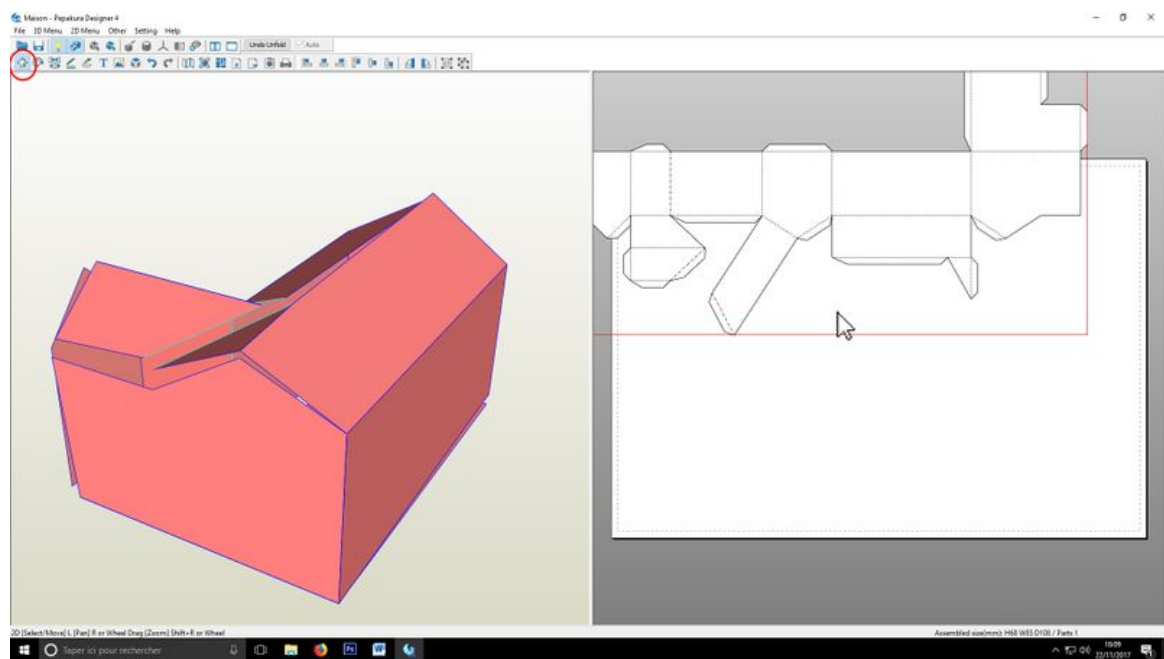 Maison - Pepakura Designer 4
File 3D Menu 2D Menu Other Setting Help
Undo Unfold Auto
2D [Select/Move] L [Pan] R or Wheel Drag [Zoom] Shift+R or Wheel
Assembled size(mm): H68 W85 D108 / Parts 1
Taper ici pour rechercher
16:09
22/11/2017